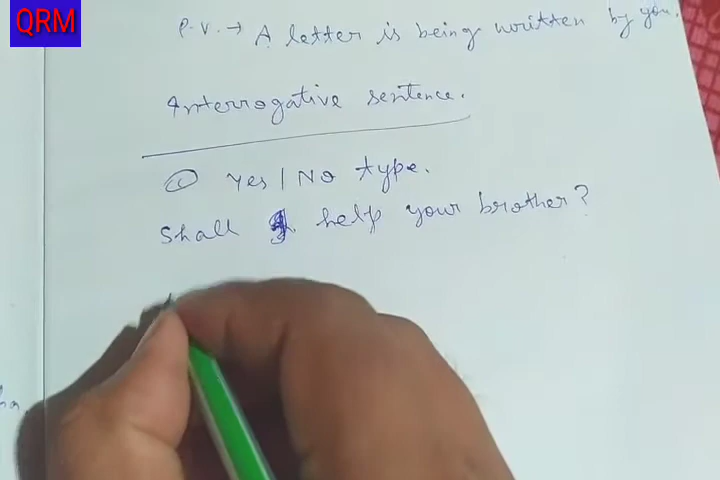 QRM
P.V. → A letter is being written by you.
Interrogative sentence.
① Yes / No type.
Shall I help your brother?